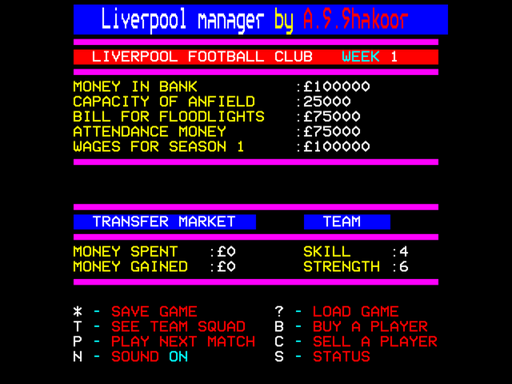 Liverpool manager by A.S.Shakoor
LIVERPOOL FOOTBALL CLUB WEEK 1
MONEY IN BANK :£100000
CAPACITY OF ANFIELD :25000
BILL FOR FLOODLIGHTS :£75000
ATTENDANCE MONEY :£75000
WAGES FOR SEASON 1 :£100000
TRANSFER MARKET TEAM
MONEY SPENT :£0 SKILL :4
MONEY GAINED :£0 STRENGTH :6
* - SAVE GAME ? - LOAD GAME
T - SEE TEAM SQUAD B - BUY A PLAYER
P - PLAY NEXT MATCH C - SELL A PLAYER
N - SOUND ON S - STATUS